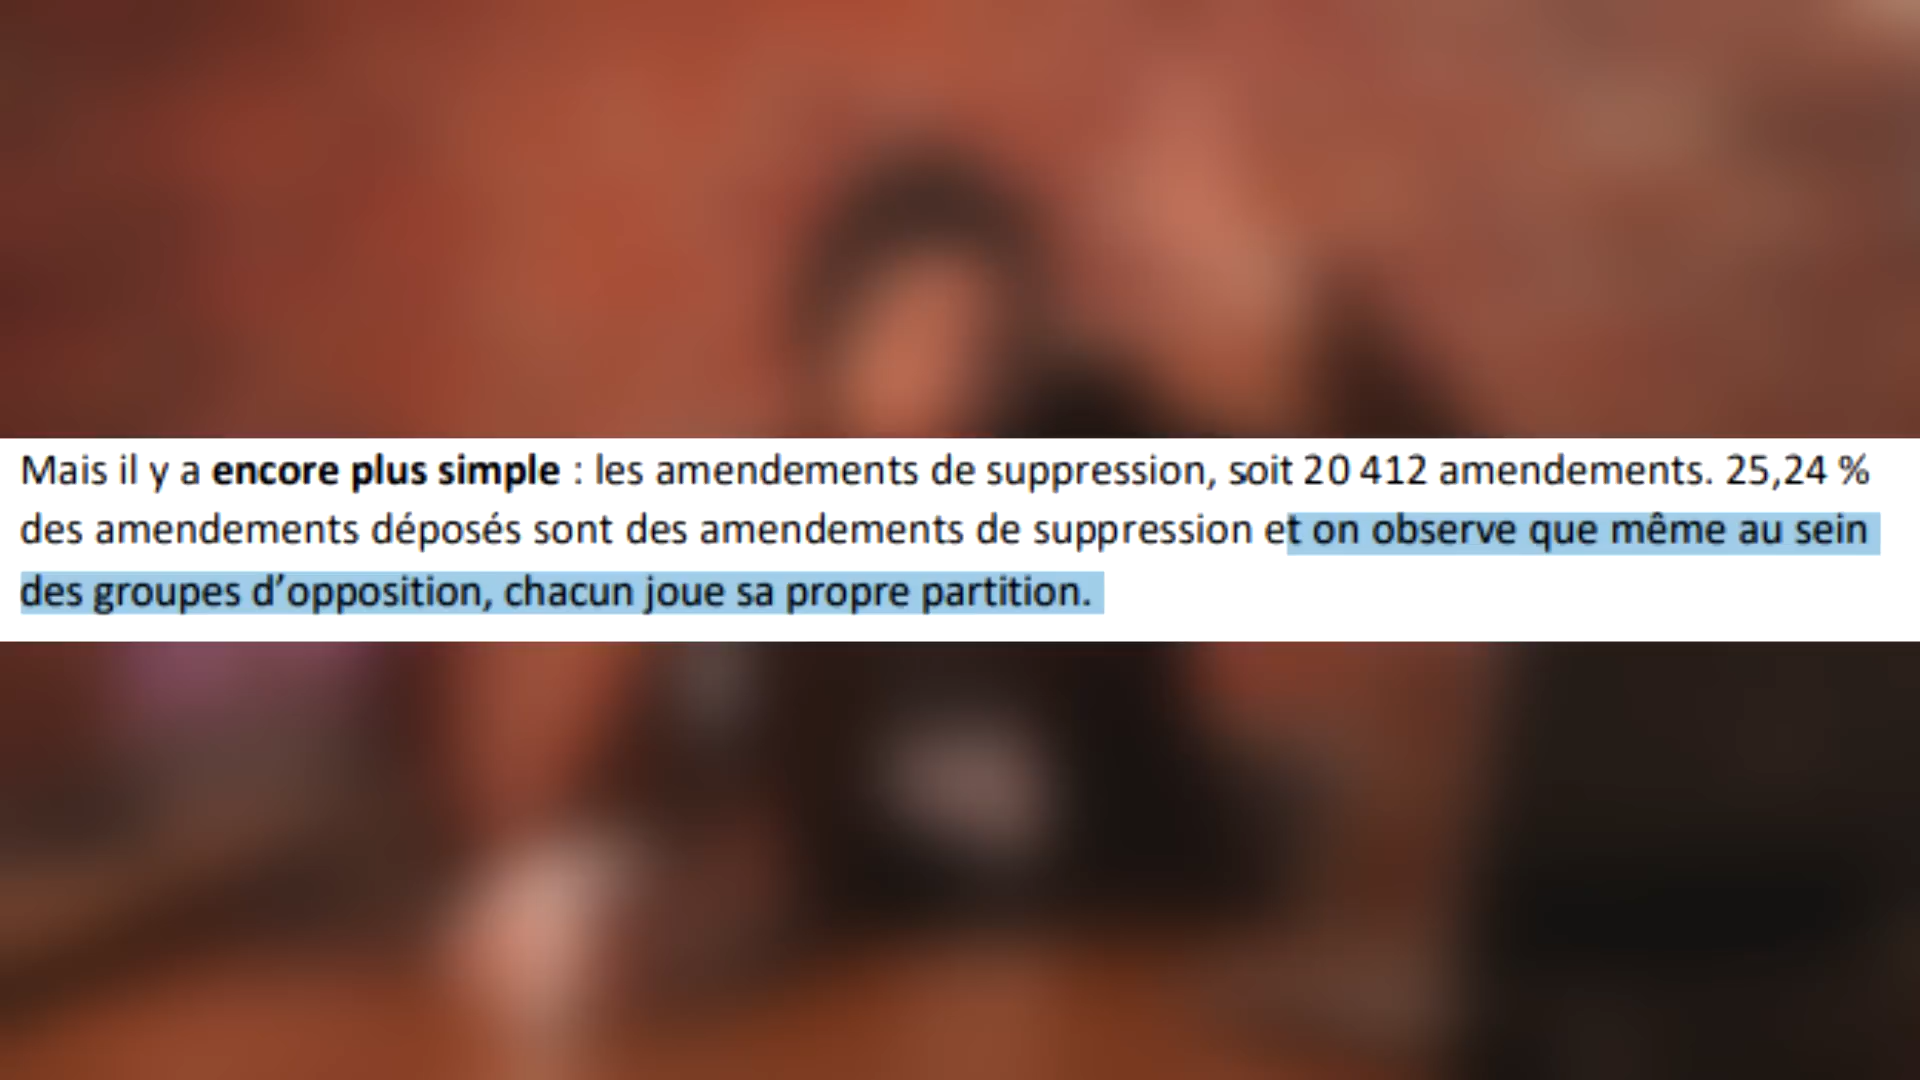 Mais il y a encore plus simple : les amendements de suppression, soit 20 412 amendements. 25,24 %
des amendements déposés sont des amendements de suppression et on observe que même au sein
des groupes d’opposition, chacun joue sa propre partition.